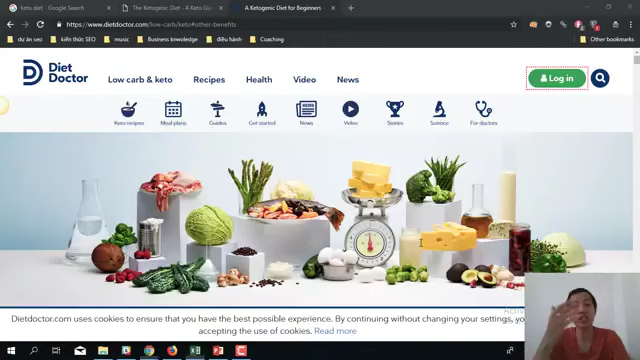 keto diet - Google Search
The Ketogenic Diet - A Keto Gui
A Ketogenic Diet for Beginners
https://www.dietdoctor.com/low-carb/keto#other-benefits
dự án seo
kiến thức SEO
music
Business knwoledge
điều hành
Coaching
Other bookmarks
Diet
Doctor
Low carb & keto
Recipes
Health
Video
News
Log in
Keto recipes
Meal plans
Guides
Get started
News
Video
Stories
Science
For doctors
Dietdoctor.com uses cookies to ensure that you have the best possible experience. By continuing without changing your settings,
accepting the use of cookies. Read more